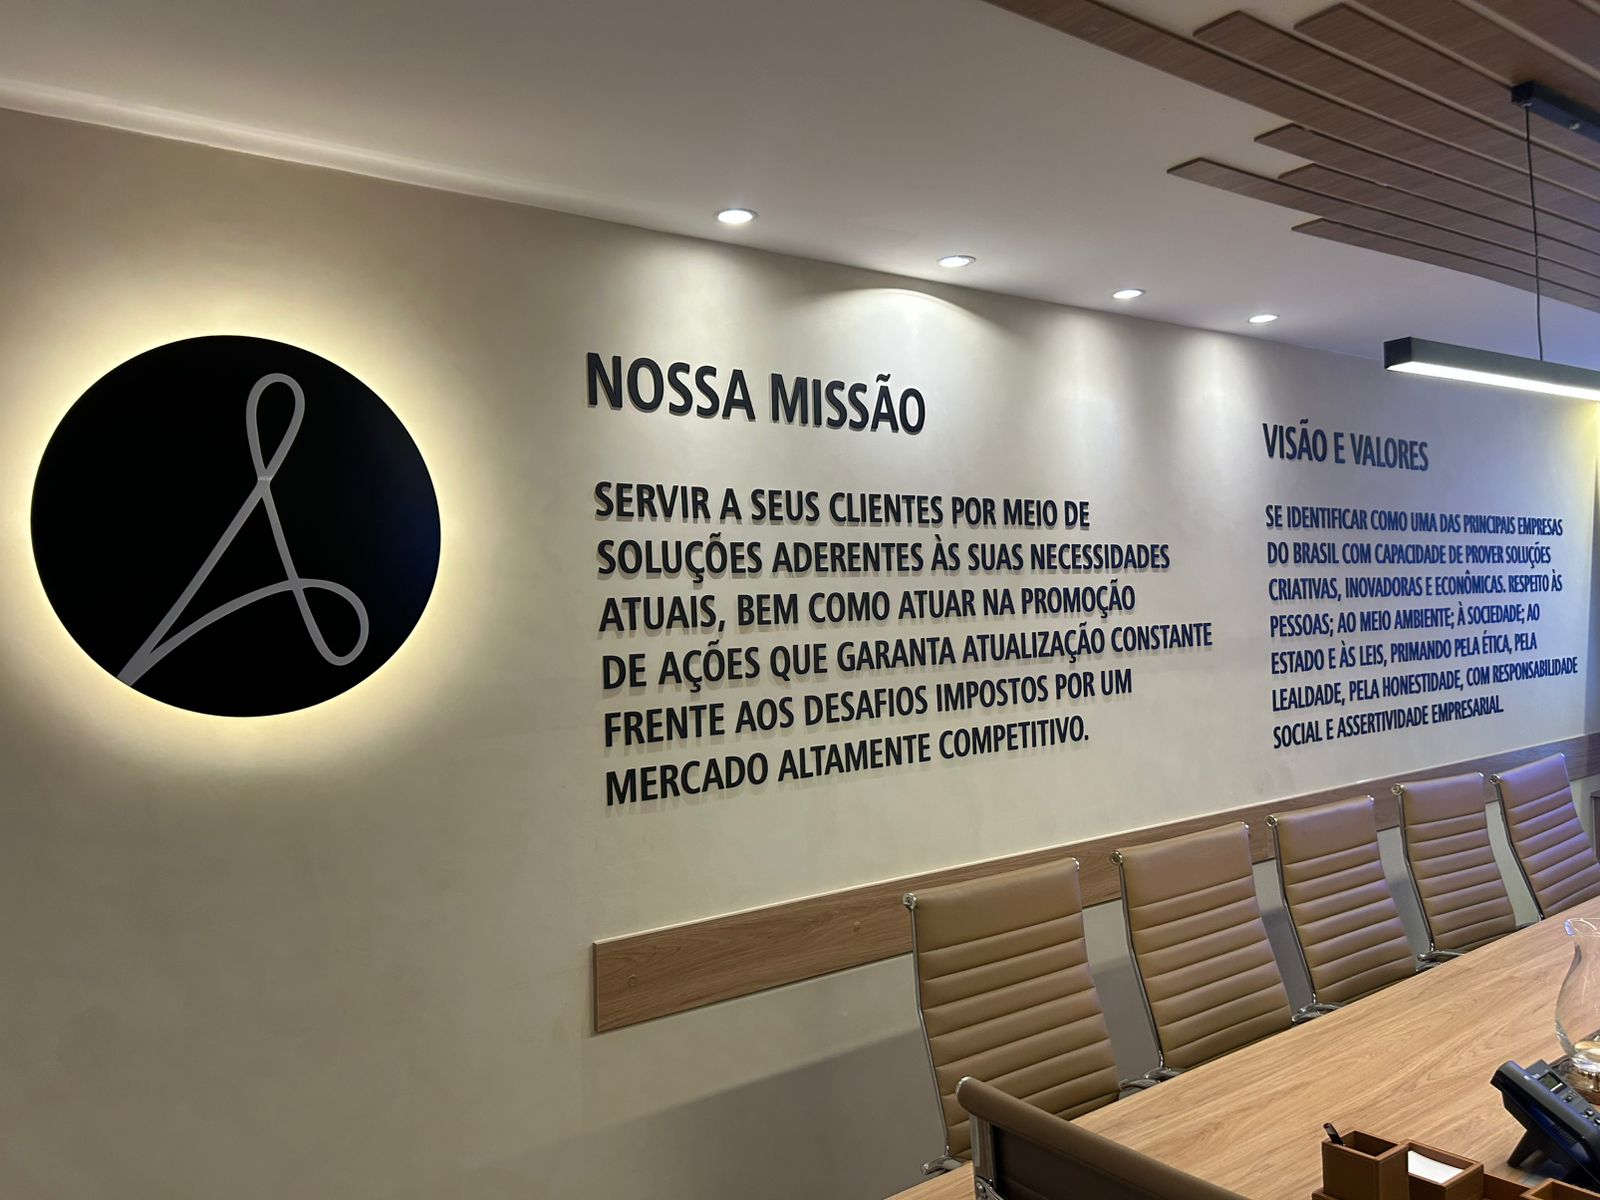 NOSSA MISSÃO
SERVIR A SEUS CLIENTES POR MEIO DE
SOLUÇÕES ADERENTES ÀS SUAS NECESSIDADES
ATUAIS, BEM COMO ATUAR NA PROMOÇÃO
DE AÇÕES QUE GARANTA ATUALIZAÇÃO CONSTANTE
FRENTE AOS DESAFIOS IMPOSTOS POR UM
MERCADO ALTAMENTE COMPETITIVO.
VISÃO E VALORES
SE IDENTIFICAR COMO UMA DAS PRINCIPAIS EMPRESAS
DO BRASIL COM CAPACIDADE DE PROVER SOLUÇÕES
CRIATIVAS, INOVADORAS E ECONÔMICAS. RESPEITO ÀS
PESSOAS; AO MEIO AMBIENTE; À SOCIEDADE; AO
ESTADO E ÀS LEIS, PRIMANDO PELA ÉTICA, PELA
LEALDADE, PELA HONESTIDADE, COM RESPONSABILIDADE
SOCIAL E ASSERTIVIDADE EMPRESARIAL.